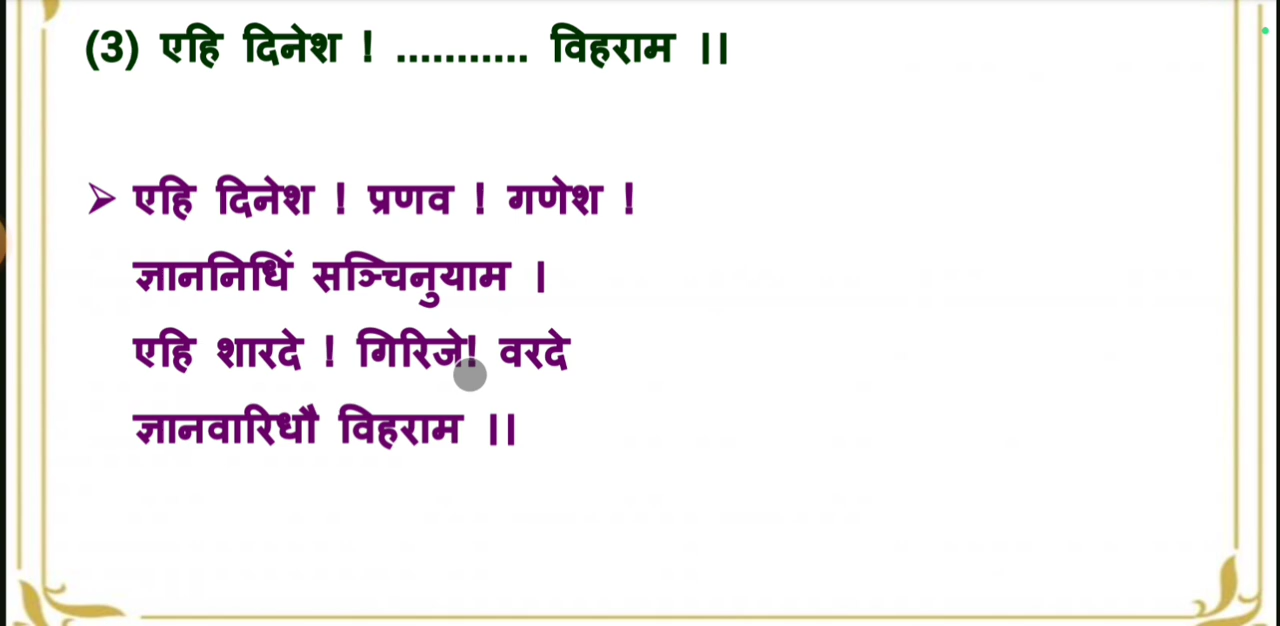 (3) एहि दिनेश ! ........... विहराम ।।
➢ एहि दिनेश ! प्रणव ! गणेश !
ज्ञाननिधिं सञ्चिनुयाम ।
एहि शारदे ! गिरिजे! वरदे
ज्ञानवारिधौ विहराम ।।